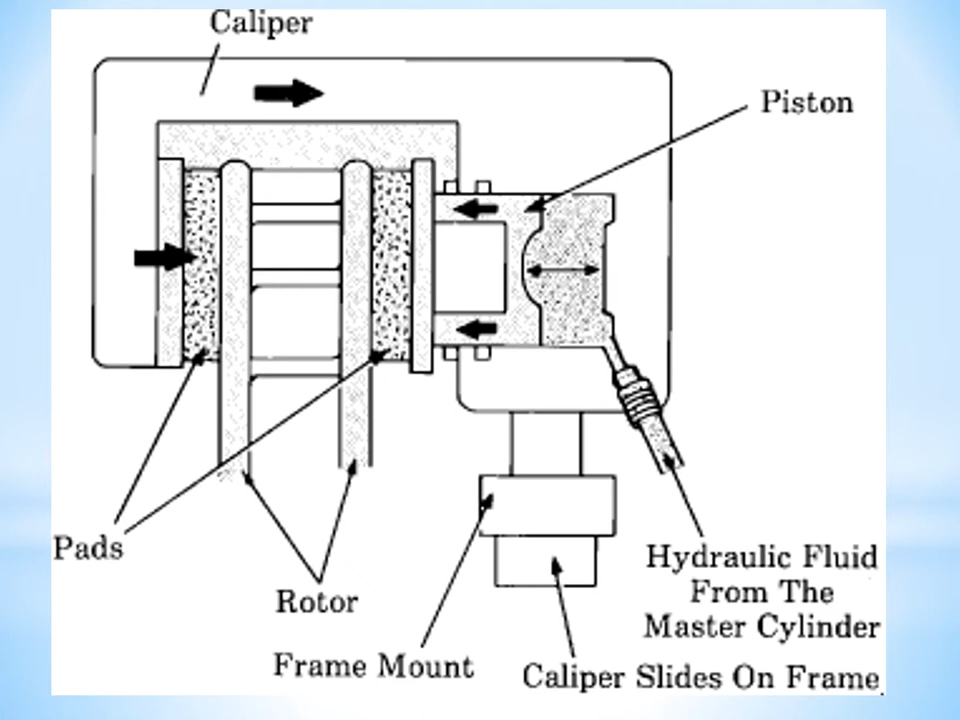 Caliper
Piston
Pads
Rotor
Frame Mount
Hydraulic Fluid
From The
Master Cylinder
Caliper Slides On Frame